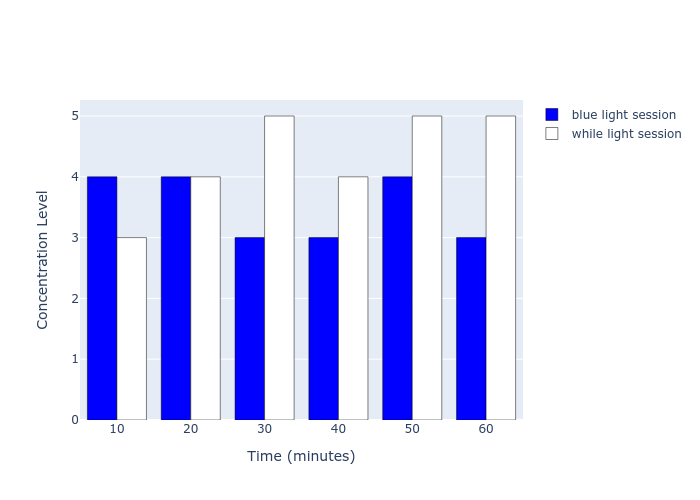 5
4
3
2
1
0
Concentration Level
10 20 30 40 50 60
Time (minutes)
blue light session
while light session